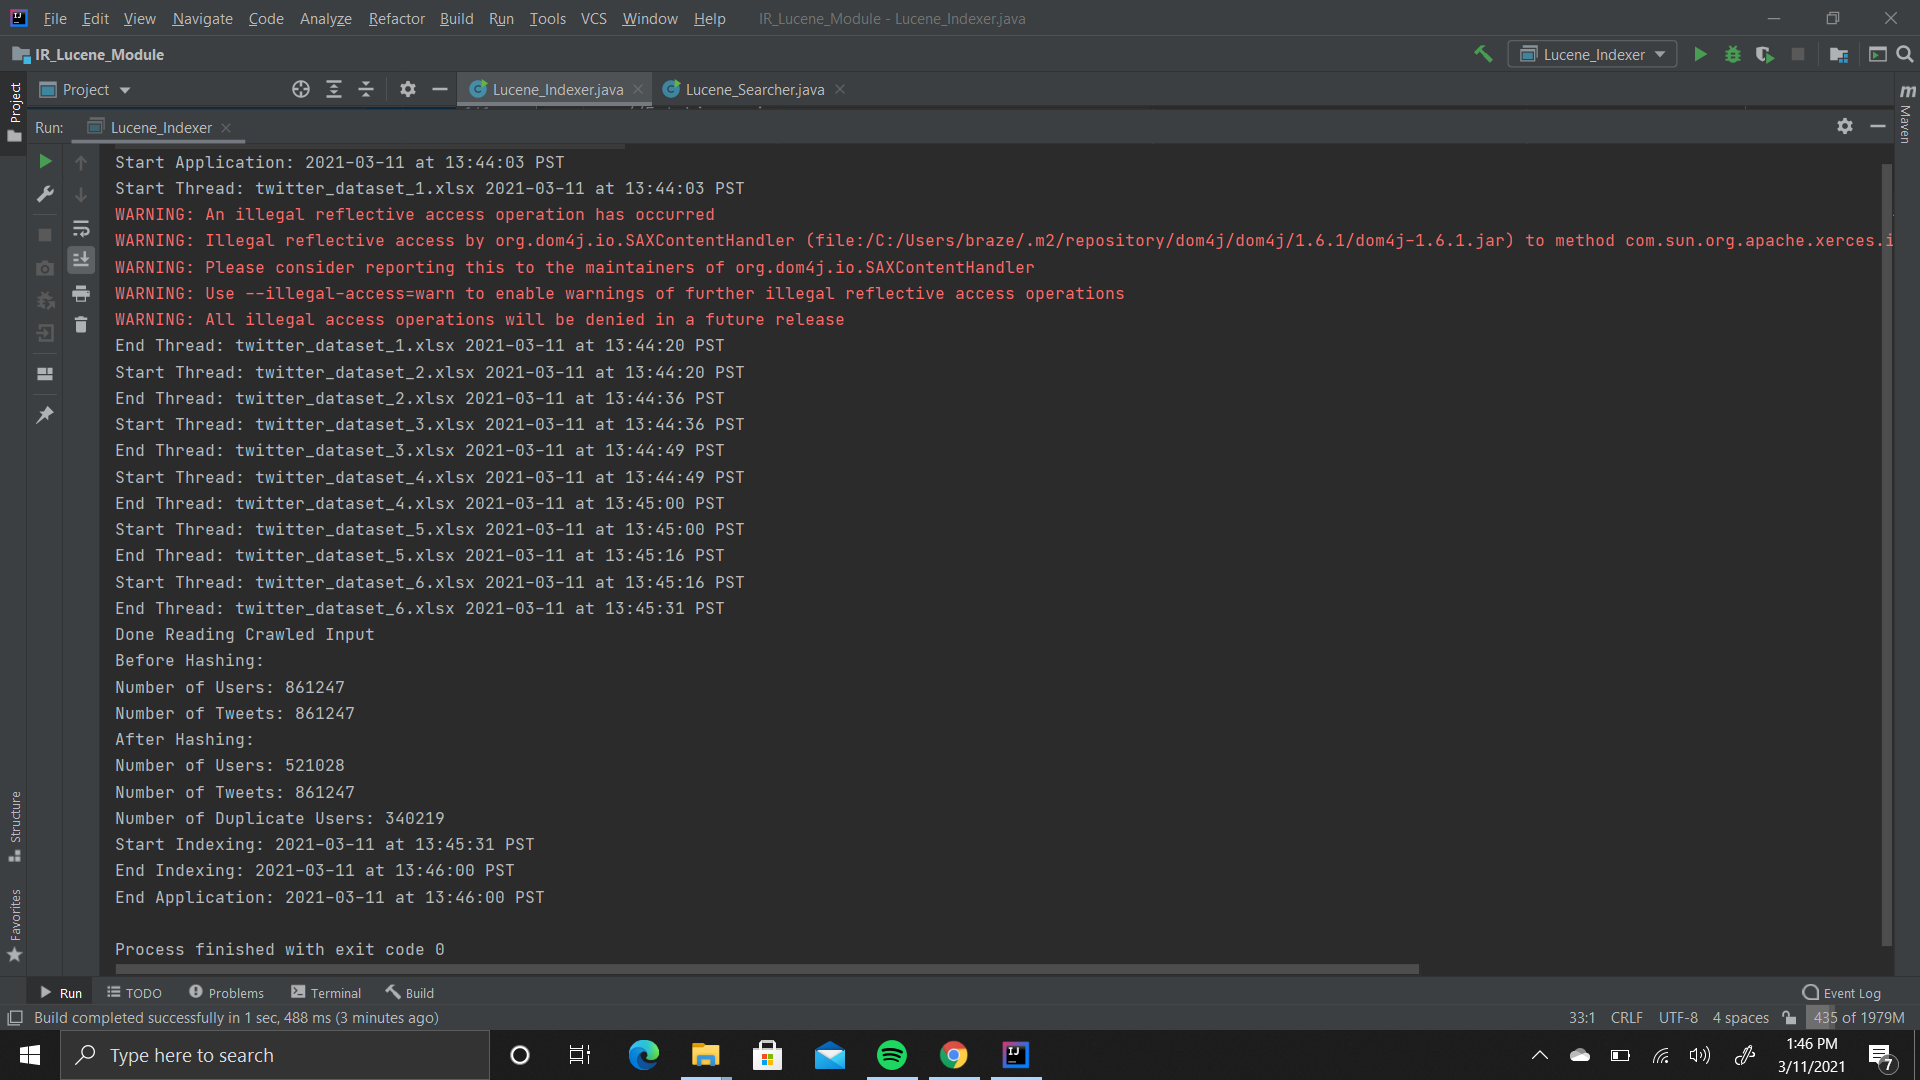 File Edit View Navigate Code Analyze Refactor Build Run Tools VCS Window Help IR_Lucene_Module - Lucene_Indexer.java
IR_Lucene_Module
Lucene_Indexer
Project
Lucene_Indexer.java
Lucene_Searcher.java
Project
Maven
Run: Lucene_Indexer
Start Application: 2021-03-11 at 13:44:03 PST
Start Thread: twitter_dataset_1.xlsx 2021-03-11 at 13:44:03 PST
WARNING: An illegal reflective access operation has occurred
WARNING: Illegal reflective access by org.dom4j.io.SAXContentHandler (file:/C:/Users/braze/.m2/repository/dom4j/dom4j/1.6.1/dom4j-1.6.1.jar) to method com.sun.org.apache.xerces.i
WARNING: Please consider reporting this to the maintainers of org.dom4j.io.SAXContentHandler
WARNING: Use --illegal-access=warn to enable warnings of further illegal reflective access operations
WARNING: All illegal access operations will be denied in a future release
End Thread: twitter_dataset_1.xlsx 2021-03-11 at 13:44:20 PST
Start Thread: twitter_dataset_2.xlsx 2021-03-11 at 13:44:20 PST
End Thread: twitter_dataset_2.xlsx 2021-03-11 at 13:44:36 PST
Start Thread: twitter_dataset_3.xlsx 2021-03-11 at 13:44:36 PST
End Thread: twitter_dataset_3.xlsx 2021-03-11 at 13:44:49 PST
Start Thread: twitter_dataset_4.xlsx 2021-03-11 at 13:44:49 PST
End Thread: twitter_dataset_4.xlsx 2021-03-11 at 13:45:00 PST
Start Thread: twitter_dataset_5.xlsx 2021-03-11 at 13:45:00 PST
End Thread: twitter_dataset_5.xlsx 2021-03-11 at 13:45:16 PST
Start Thread: twitter_dataset_6.xlsx 2021-03-11 at 13:45:16 PST
End Thread: twitter_dataset_6.xlsx 2021-03-11 at 13:45:31 PST
Done Reading Crawled Input
Before Hashing:
Number of Users: 861247
Number of Tweets: 861247
After Hashing:
Number of Users: 521028
Number of Tweets: 861247
Number of Duplicate Users: 340219
Start Indexing: 2021-03-11 at 13:45:31 PST
End Indexing: 2021-03-11 at 13:46:00 PST
End Application: 2021-03-11 at 13:46:00 PST
Process finished with exit code 0
Structure
Favorites
Run TODO Problems Terminal Build Event Log
Build completed successfully in 1 sec, 488 ms (3 minutes ago) 33:1 CRLF UTF-8 4 spaces 435 of 1979M
Type here to search
1:46 PM
3/11/2021
7